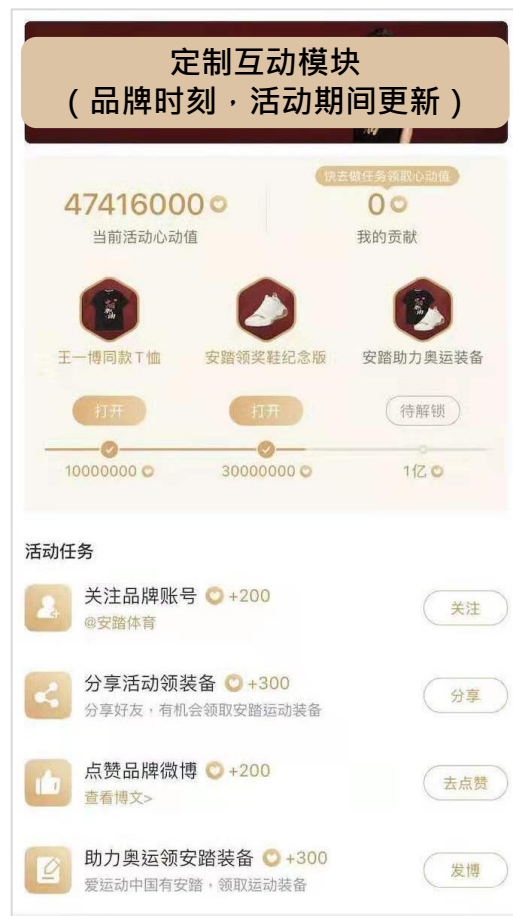 定制互动模块
（品牌时刻，活动期间更新）
快去做任务领取心动值
47416000
0
当前活动心动值
我的贡献
王一博同款T恤
安踏领奖鞋纪念版
安踏助力奥运装备
打开
打开
待解锁
10000000
30000000
1亿
活动任务
关注品牌账号 +200
@安踏体育
关注
分享活动领装备 +300
分享好友，有机会领取安踏运动装备
分享
点赞品牌微博 +200
查看博文>
去点赞
助力奥运领安踏装备 +300
爱运动中国有安踏，领取运动装备
发博